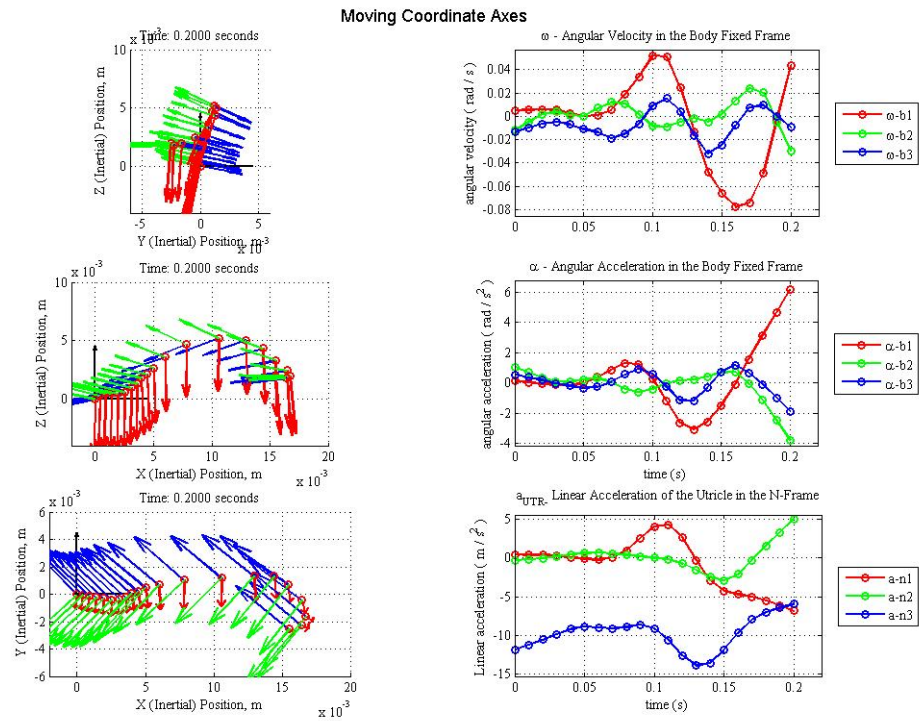 Moving Coordinate Axes
x 10⁻³
Time: 0.2000 seconds
10
5
0
Z (Inertial) Position, m
-5
0
5
Y (Inertial) Position, m
x 10⁻³
x 10⁻³
Time: 0.2000 seconds
10
5
0
Z (Inertial) Position, m
0
5
10
15
20
X (Inertial) Position, m
x 10⁻³
x 10⁻³
Time: 0.2000 seconds
6
4
2
0
-2
-4
-6
Y (Inertial) Position, m
0
5
10
15
20
X (Inertial) Position, m
x 10⁻³
ω - Angular Velocity in the Body Fixed Frame
0.04
0.02
0
-0.02
-0.04
-0.06
-0.08
angular velocity ( rad / s)
0
0.05
0.1
0.15
0.2
ω-b1
ω-b2
ω-b3
α - Angular Acceleration in the Body Fixed Frame
6
4
2
0
-2
-4
angular acceleration ( rad / s²)
0
0.05
0.1
0.15
0.2
time (s)
α-b1
α-b2
α-b3
a_UTR- Linear Acceleration of the Utricle in the N-Frame
5
0
-5
-10
-15
Linear acceleration ( m / s²)
0
0.05
0.1
0.15
0.2
time (s)
a-n1
a-n2
a-n3